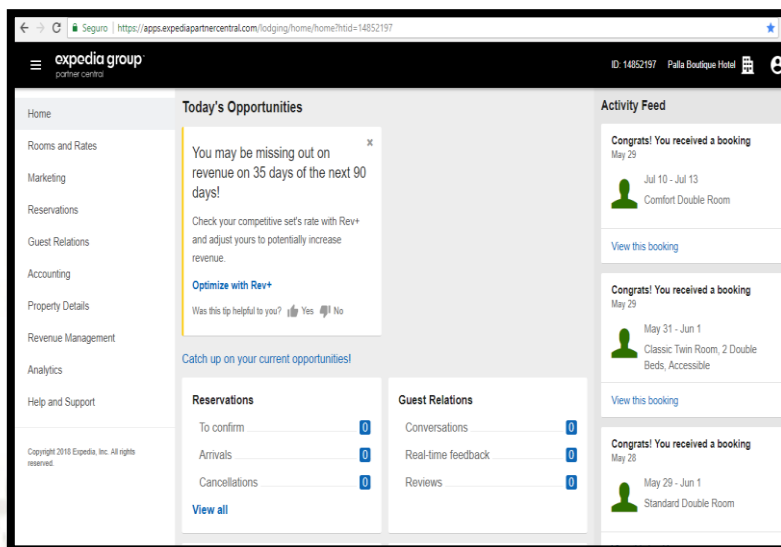 Seguro | https://apps.expediapartnercentral.com/lodging/home/home?htid=14852197
expedia group
partner central
ID: 14852197 Palla Boutique Hotel
Home
Rooms and Rates
Marketing
Reservations
Guest Relations
Accounting
Property Details
Revenue Management
Analytics
Help and Support
Copyright 2018 Expedia, Inc. All rights
reserved.
Today's Opportunities
x
You may be missing out on
revenue on 35 days of the next 90
days!
Check your competitive set's rate with Rev+
and adjust yours to potentially increase
revenue.
Optimize with Rev+
Was this tip helpful to you? Yes No
Catch up on your current opportunities!
Reservations
To confirm 0
Arrivals 0
Cancellations 0
View all
Guest Relations
Conversations 0
Real-time feedback 0
Reviews 0
Activity Feed
Congrats! You received a booking
May 29
Jul 10 - Jul 13
Comfort Double Room
View this booking
Congrats! You received a booking
May 29
May 31 - Jun 1
Classic Twin Room, 2 Double
Beds, Accessible
View this booking
Congrats! You received a booking
May 28
May 29 - Jun 1
Standard Double Room